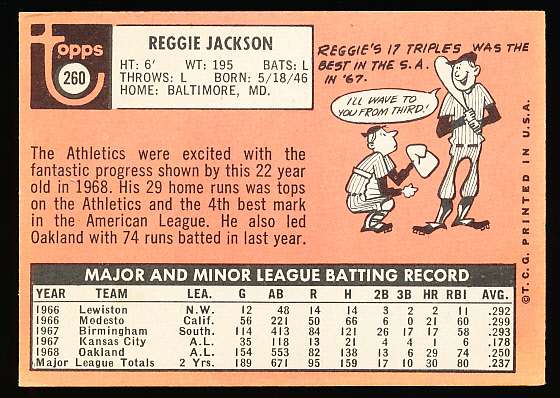 topps
260
REGGIE JACKSON
HT: 6' WT: 195 BATS: L
THROWS: L BORN: 5/18/46
HOME: BALTIMORE, MD.
REGGIE'S 17 TRIPLES WAS THE
BEST IN THE S.A.
IN '67.
I'LL WAVE TO
YOU FROM THIRD!
The Athletics were excited with the
fantastic progress shown by this 22 year
old in 1968. His 29 home runs was tops
on the Athletics and the 4th best mark
in the American League. He also led
Oakland with 74 runs batted in last year.
©T.C.G. PRINTED IN U.S.A.
MAJOR AND MINOR LEAGUE BATTING RECORD
YEAR TEAM LEA. G AB R H 2B 3B HR RBI AVG.
1966 Lewiston N.W. 12 48 14 14 3 2 2 11 .292
1966 Modesto Calif. 56 221 50 66 6 0 21 60 .299
1967 Birmingham South. 114 413 84 121 26 17 17 58 .293
1967 Kansas City A.L. 35 118 13 21 4 4 1 6 .178
1968 Oakland A.L. 154 553 82 138 13 6 29 74 .250
Major League Totals 2 Yrs. 189 671 95 159 17 10 30 80 .237